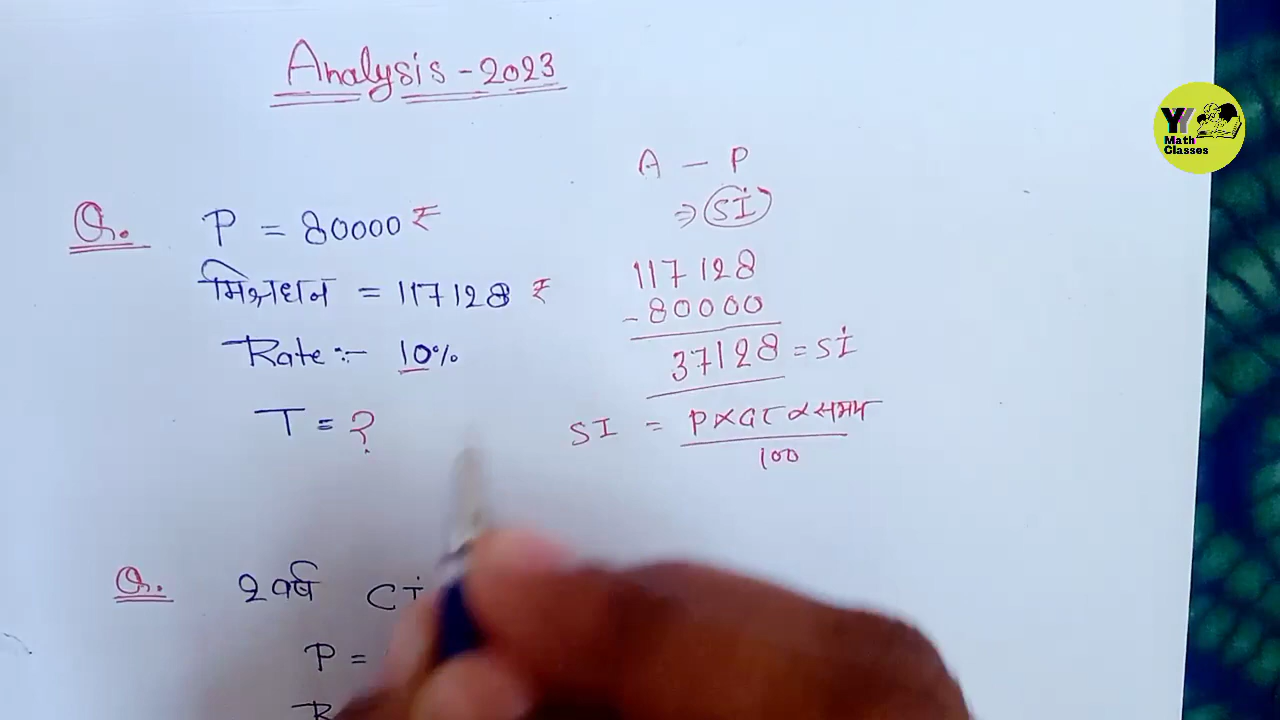 Analysis - 2023
Q. P = 80000 ₹
मिश्रधन = 117128 ₹
Rate :- 10%
T = ?
A - P
⇒ SI
117128
- 80000
37128 = SI
SI = P × दर × समय
100
Q. 2 वर्ष CI
P =
R
YY
Math
Classes